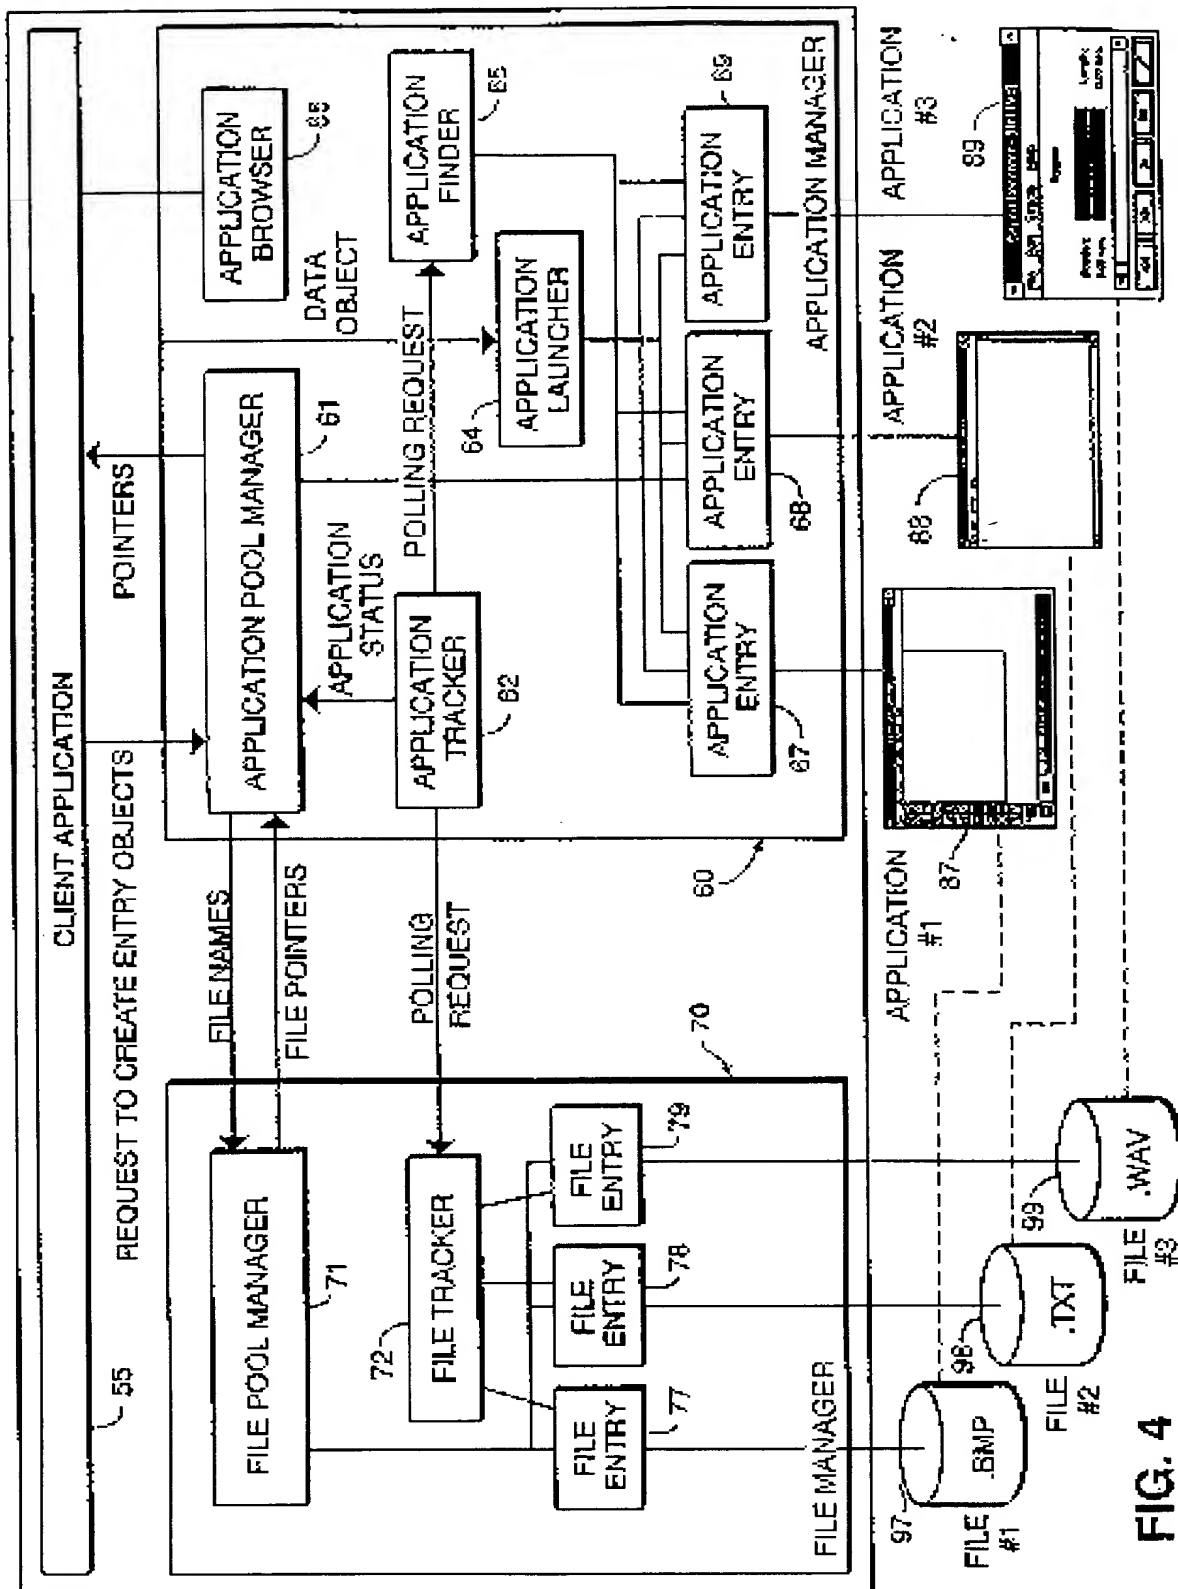 CLIENT APPLICATION
55
REQUEST TO CREATE ENTRY OBJECTS
POINTERS
FILE POOL MANAGER
71
FILE NAMES
FILE POINTERS
APPLICATION POOL MANAGER
61
APPLICATION
BROWSER
DATA
OBJECT
72
FILE TRACKER
POLLING
REQUEST
APPLICATION
STATUS
APPLICATION
TRACKER
62
POLLING REQUEST
APPLICATION
FINDER
65
64
APPLICATION
LAUNCHER
FILE
ENTRY
77
FILE
ENTRY
78
FILE
ENTRY
79
70
FILE MANAGER
60
APPLICATION
ENTRY
67
APPLICATION
ENTRY
68
APPLICATION
ENTRY
69
APPLICATION MANAGER
97
.BMP
FILE
#1
98
.TXT
FILE
#2
99
.WAV
FILE
#3
APPLICATION
#1
87
88
APPLICATION
#2
89
APPLICATION
#3
FIG. 4